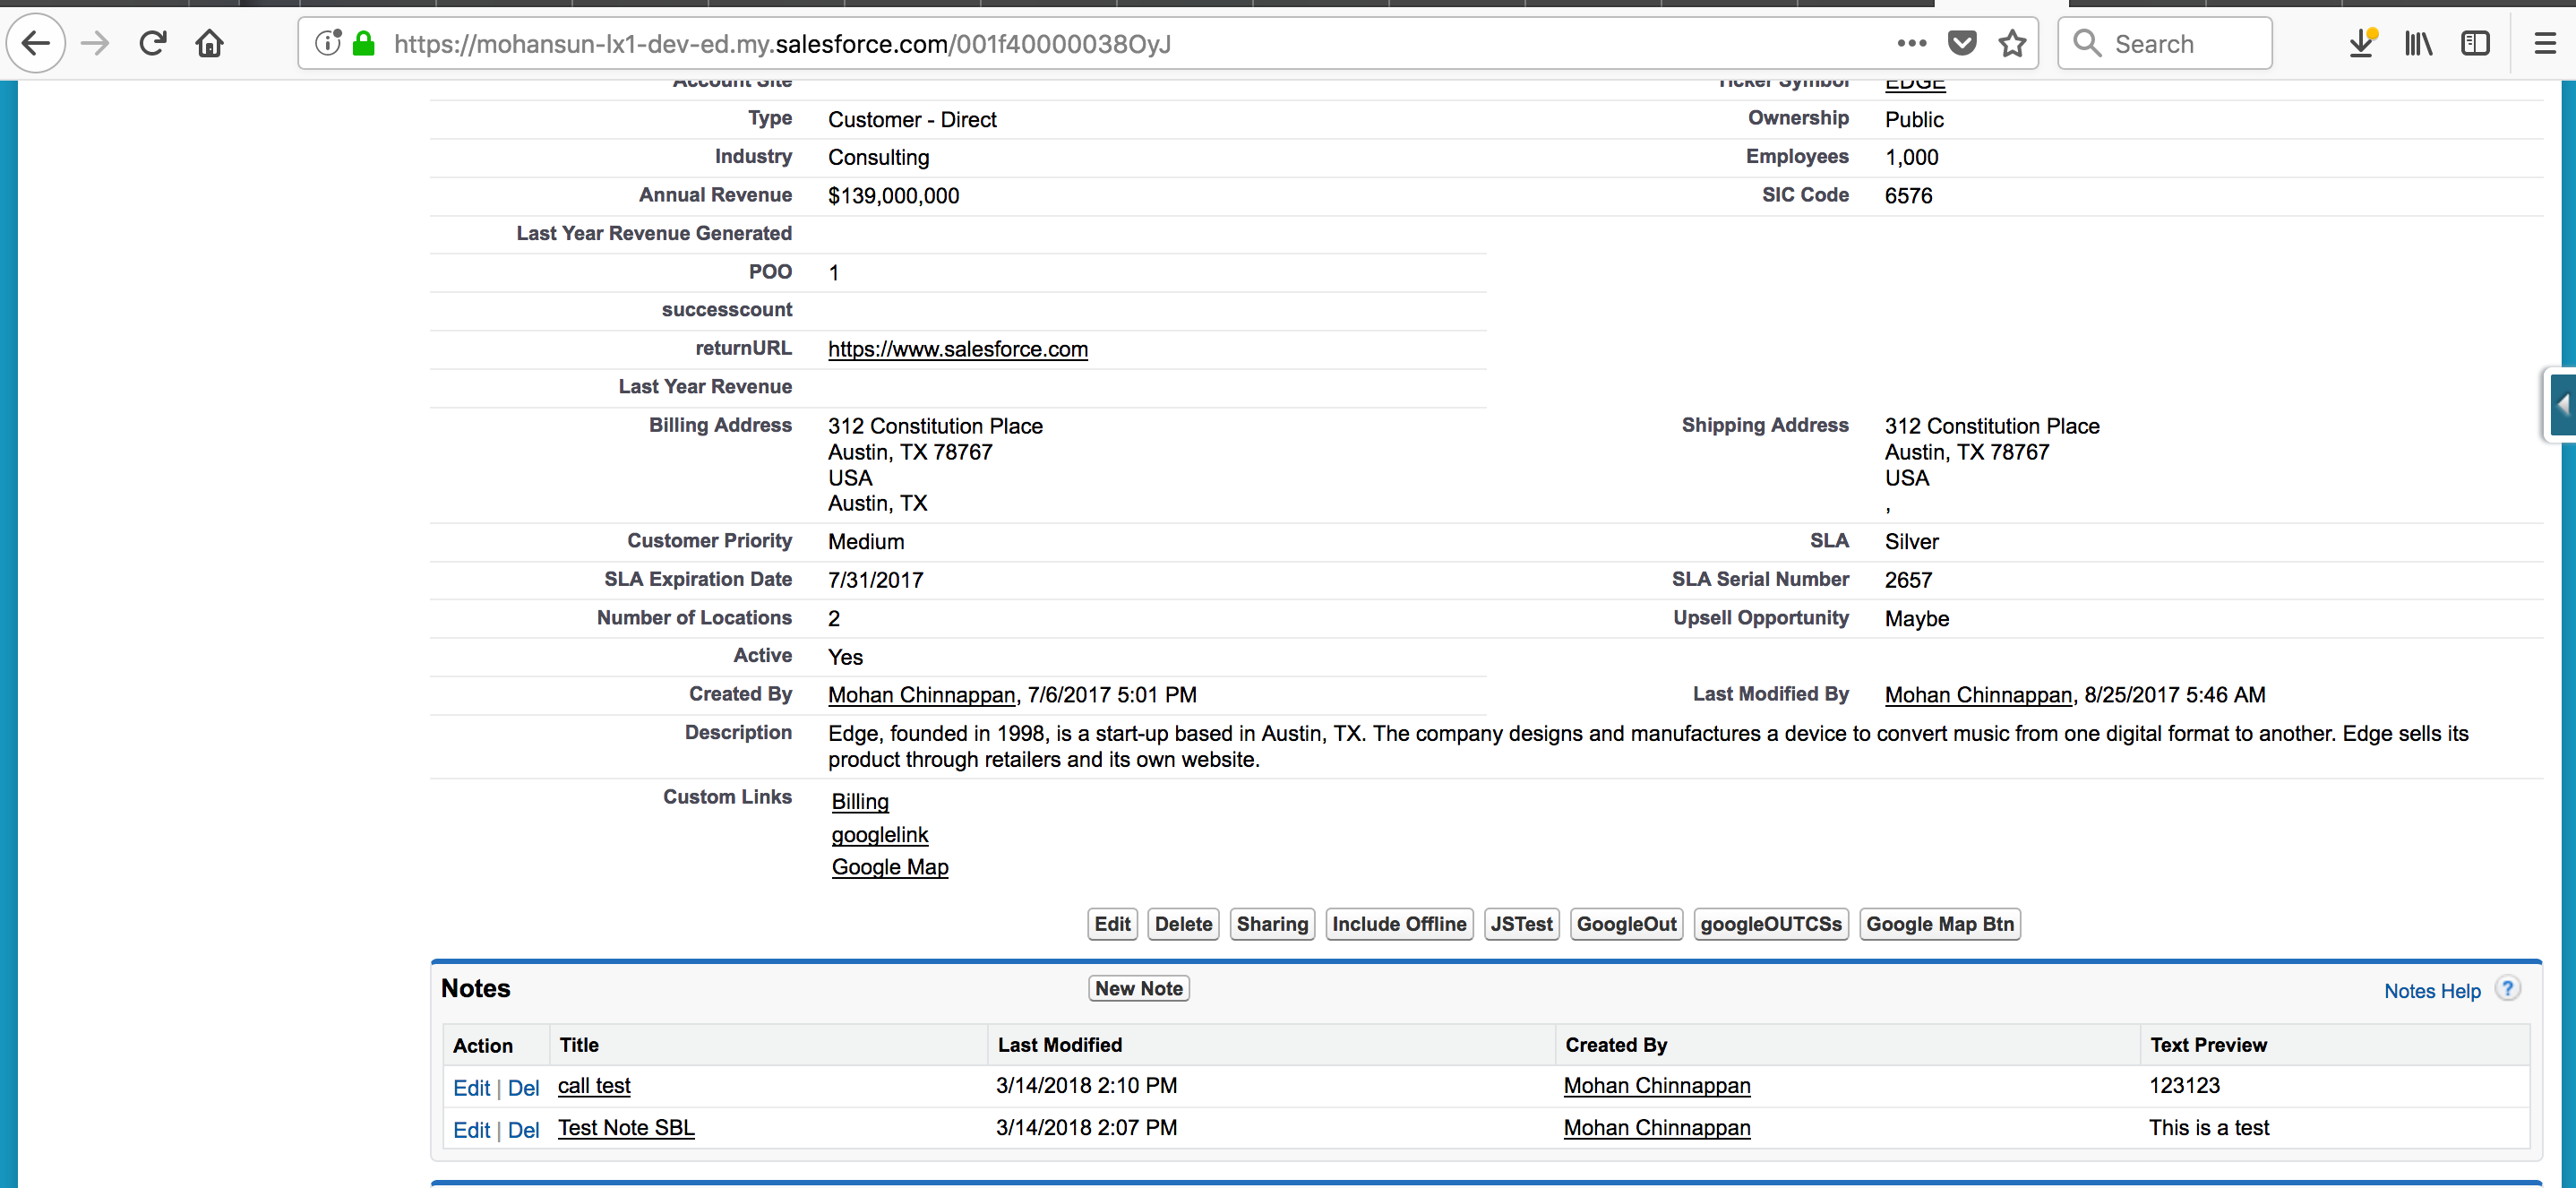 https://mohansun-lx1-dev-ed.my.salesforce.com/001f40000038OyJ
Search
Account Site
Ticker Symbol EDGE
Type Customer - Direct
Ownership Public
Industry Consulting
Employees 1,000
Annual Revenue $139,000,000
SIC Code 6576
Last Year Revenue Generated
POO 1
successcount
returnURL https://www.salesforce.com
Last Year Revenue
Billing Address 312 Constitution Place
Austin, TX 78767
USA
Austin, TX
Shipping Address 312 Constitution Place
Austin, TX 78767
USA
,
Customer Priority Medium
SLA Silver
SLA Expiration Date 7/31/2017
SLA Serial Number 2657
Number of Locations 2
Upsell Opportunity Maybe
Active Yes
Created By Mohan Chinnappan, 7/6/2017 5:01 PM
Last Modified By Mohan Chinnappan, 8/25/2017 5:46 AM
Description Edge, founded in 1998, is a start-up based in Austin, TX. The company designs and manufactures a device to convert music from one digital format to another. Edge sells its
product through retailers and its own website.
Custom Links Billing
googlelink
Google Map
Edit Delete Sharing Include Offline JSTest GoogleOut googleOUTCSs Google Map Btn
Notes New Note Notes Help ?
Action Title Last Modified Created By Text Preview
Edit | Del call test 3/14/2018 2:10 PM Mohan Chinnappan 123123
Edit | Del Test Note SBL 3/14/2018 2:07 PM Mohan Chinnappan This is a test